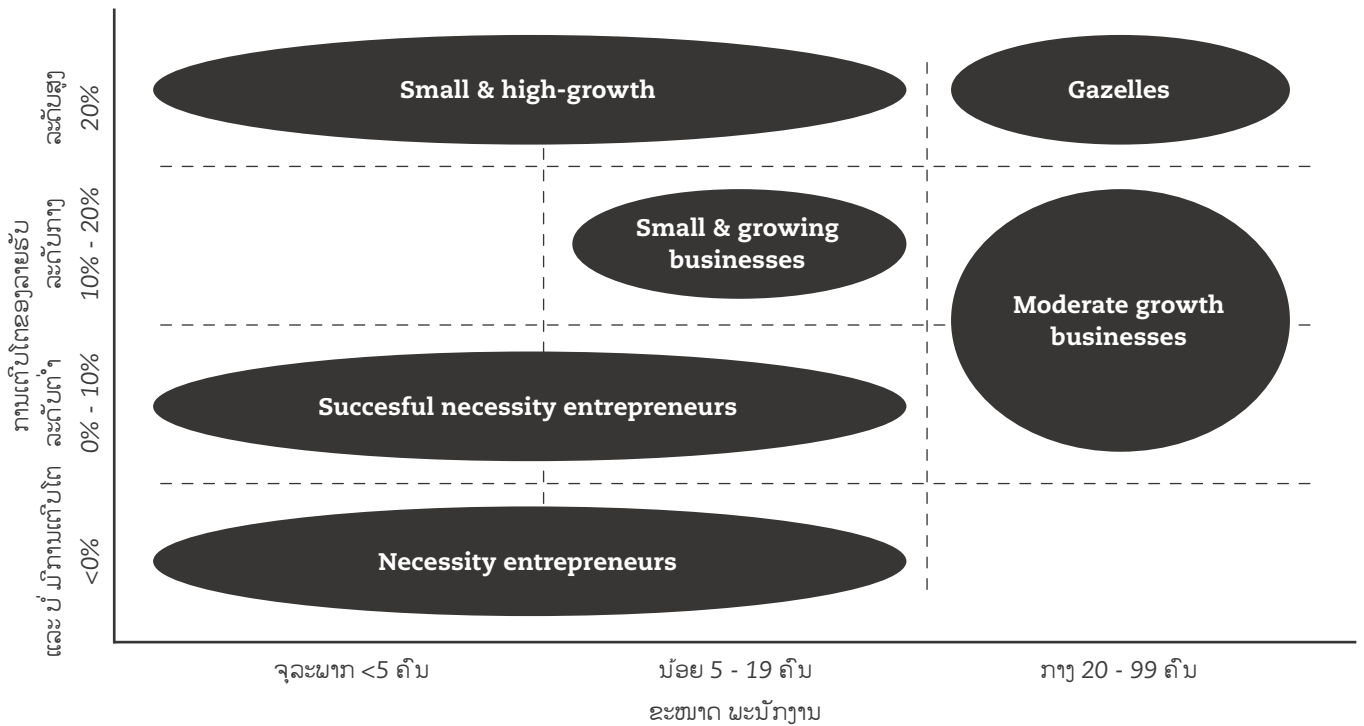 ການເຕີບໂຕຂອງລາຍຮັບ
ລະດັບສູງ
20%
Small & high-growth
Gazelles
ລະດັບກາງ
10% - 20%
Small & growing
businesses
Moderate growth
businesses
ລະດັບຕ່ຳ
0% - 10%
Succesful necessity entrepreneurs
ແລະ ບໍ່ ມີການເຕີບໂຕ
<0%
Necessity entrepreneurs
ຈຸລະພາກ <5 ຄົນ
ນ້ອຍ 5 - 19 ຄົນ
ກາງ 20 - 99 ຄົນ
ຂະໜາດ ພະນັກງານ